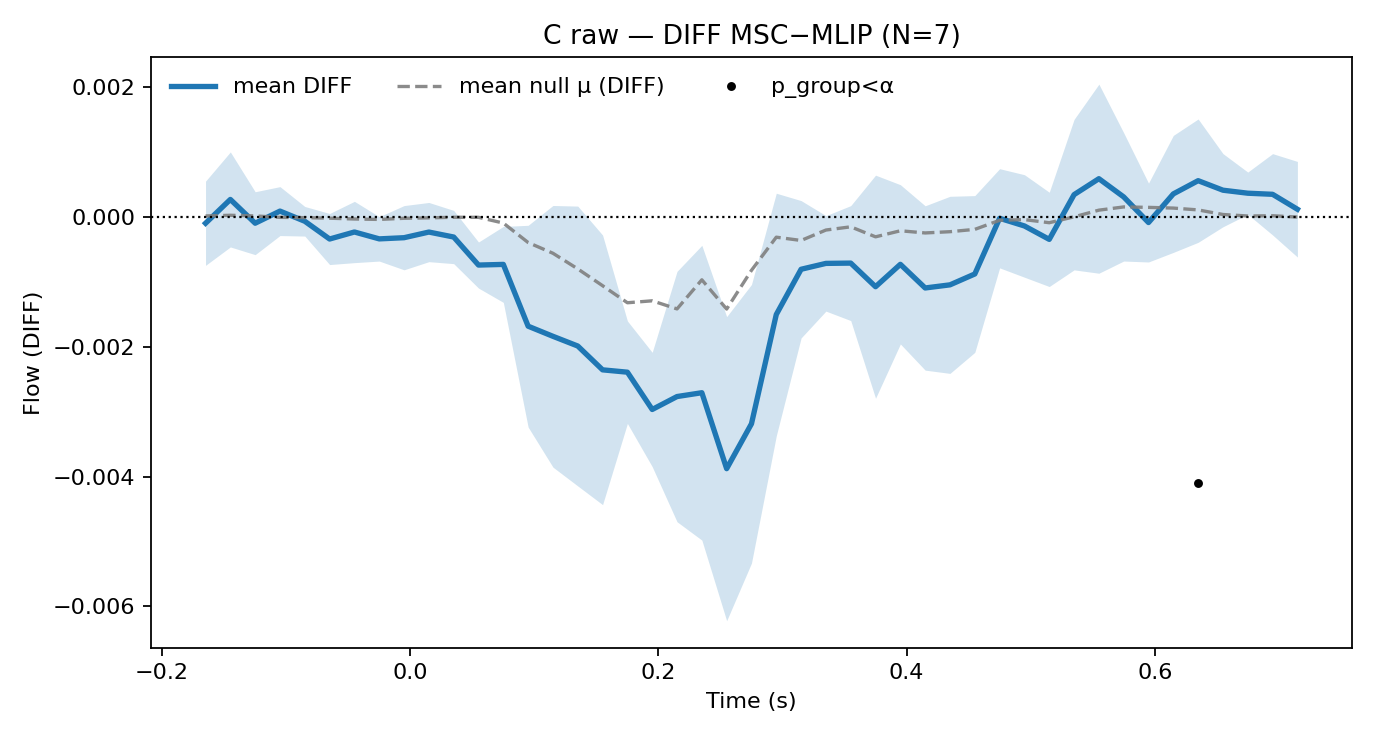 C raw — DIFF MSC−MLIP (N=7)
mean DIFF
mean null μ (DIFF)
p_group<α
0.002
0.000
−0.002
−0.004
−0.006
Flow (DIFF)
−0.2
0.0
0.2
0.4
0.6
Time (s)